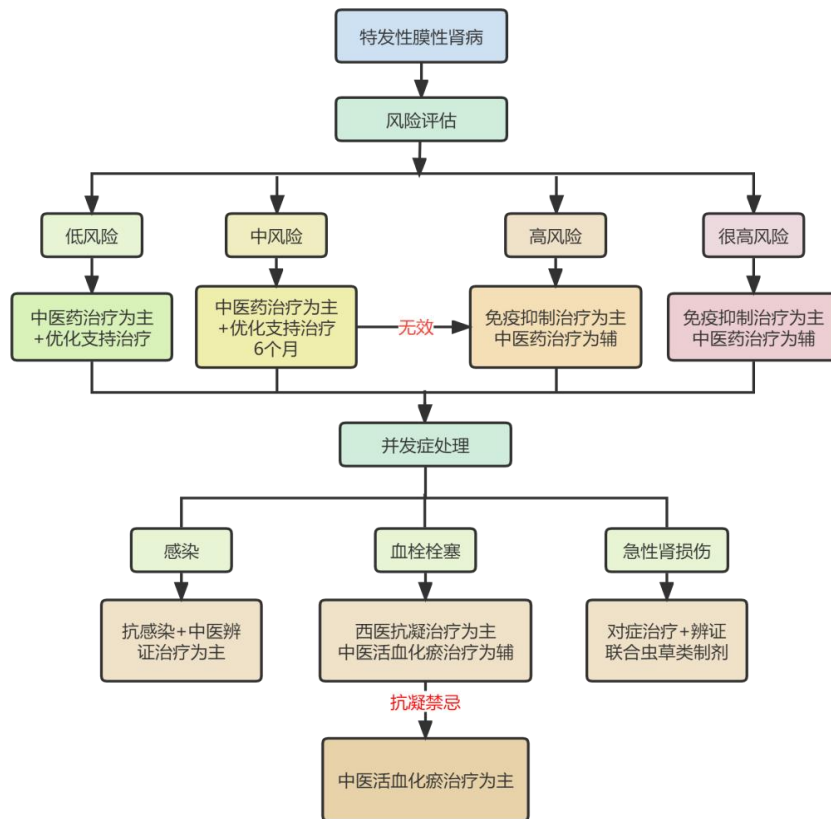 特发性膜性肾病
风险评估
低风险
中风险
高风险
很高风险
中医药治疗为主
+优化支持治疗
中医药治疗为主
+优化支持治疗
6个月
无效
免疫抑制治疗为主
中医药治疗为辅
免疫抑制治疗为主
中医药治疗为辅
并发症处理
感染
血栓栓塞
急性肾损伤
抗感染+中医辨
证治疗为主
西医抗凝治疗为主
中医活血化瘀治疗为辅
对症治疗+辨证
联合虫草类制剂
抗凝禁忌
中医活血化瘀治疗为主